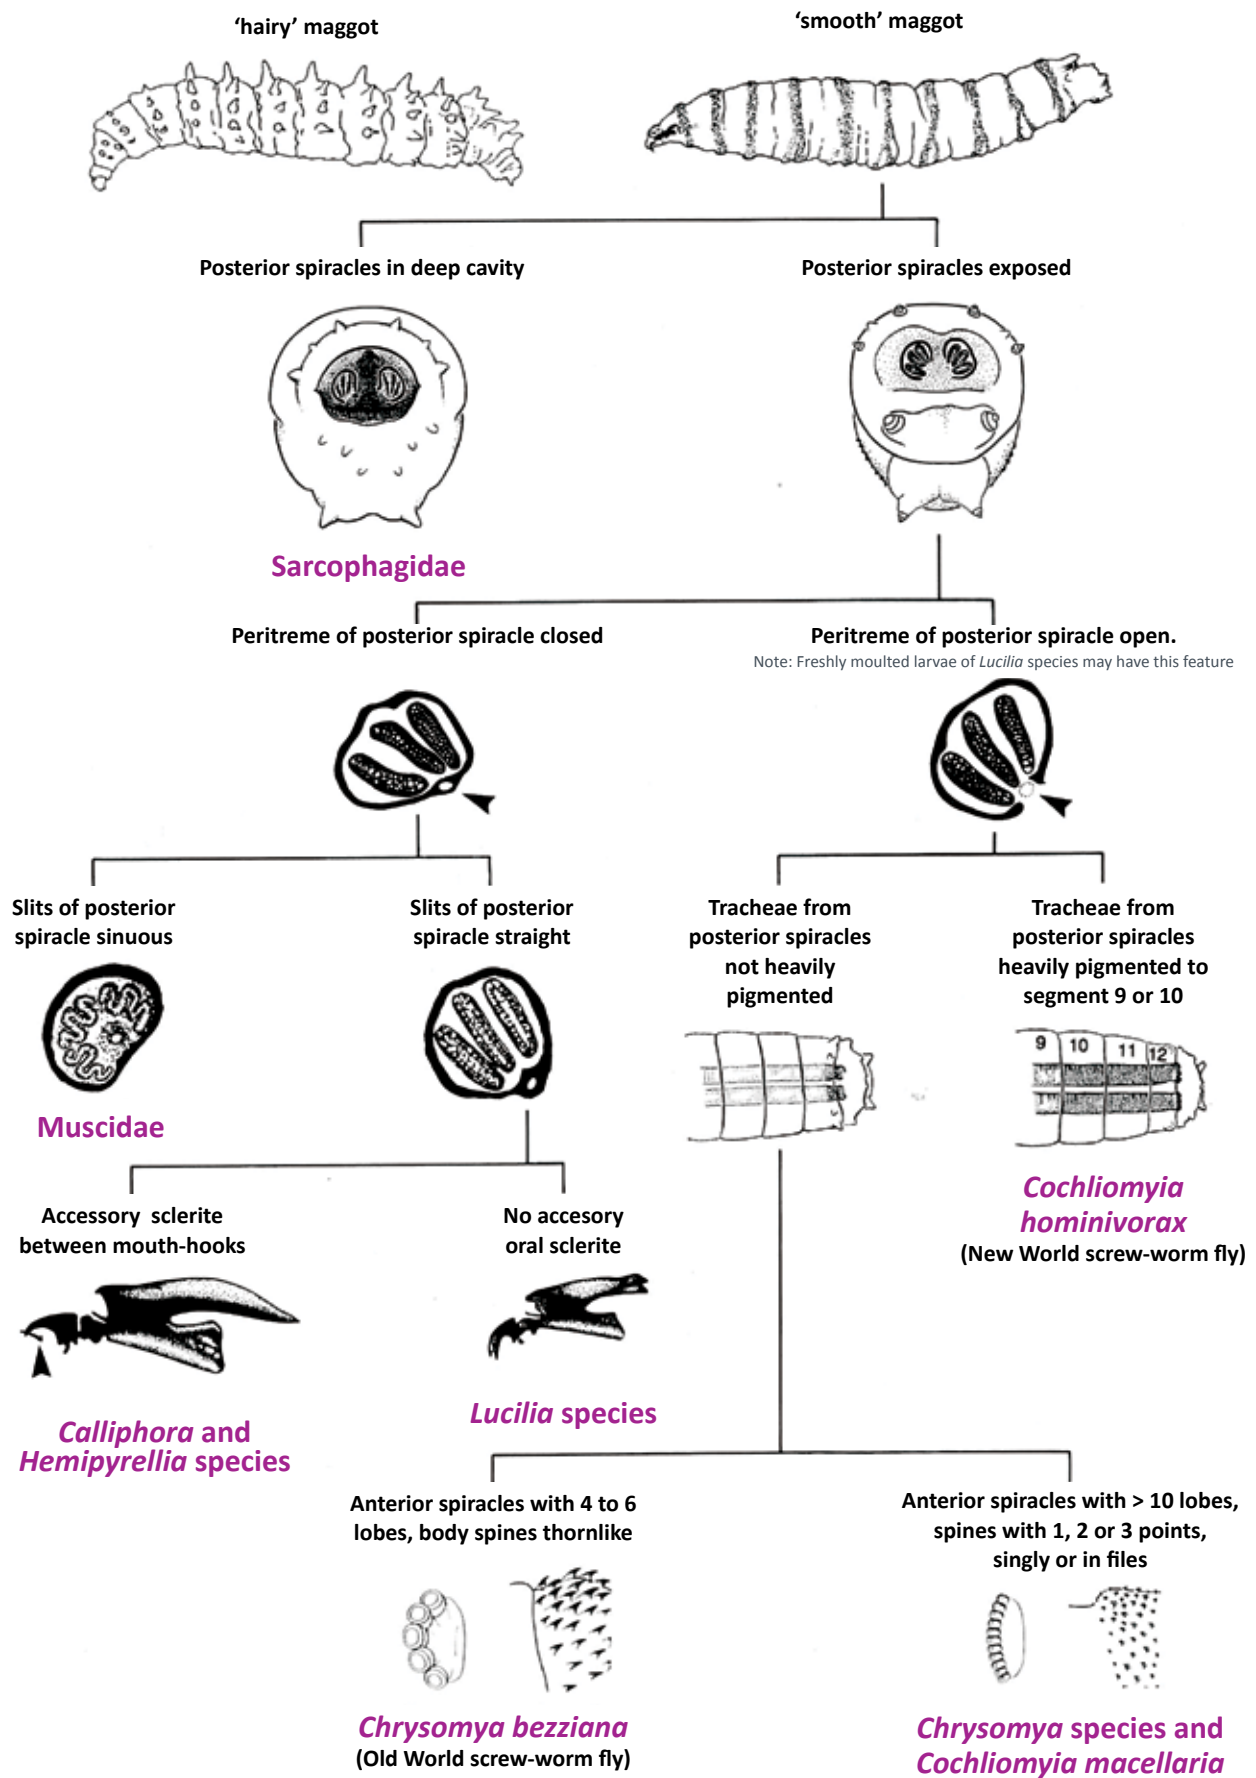 ‘hairy’ maggot
‘smooth’ maggot
Posterior spiracles in deep cavity
Posterior spiracles exposed
Sarcophagidae
Peritreme of posterior spiracle closed
Peritreme of posterior spiracle open.
Note: Freshly moulted larvae of Lucilia species may have this feature
Slits of posterior
spiracle sinuous
Slits of posterior
spiracle straight
Tracheae from
posterior spiracles
not heavily
pigmented
Tracheae from
posterior spiracles
heavily pigmented to
segment 9 or 10
9 10 11 12
Muscidae
Cochliomyia
hominivorax
(New World screw-worm fly)
Accessory sclerite
between mouth-hooks
No accesory
oral sclerite
Calliphora and
Hemipyrellia species
Lucilia species
Anterior spiracles with 4 to 6
lobes, body spines thornlike
Anterior spiracles with > 10 lobes,
spines with 1, 2 or 3 points,
singly or in files
Chrysomya bezziana
(Old World screw-worm fly)
Chrysomya species and
Cochliomyia macellaria